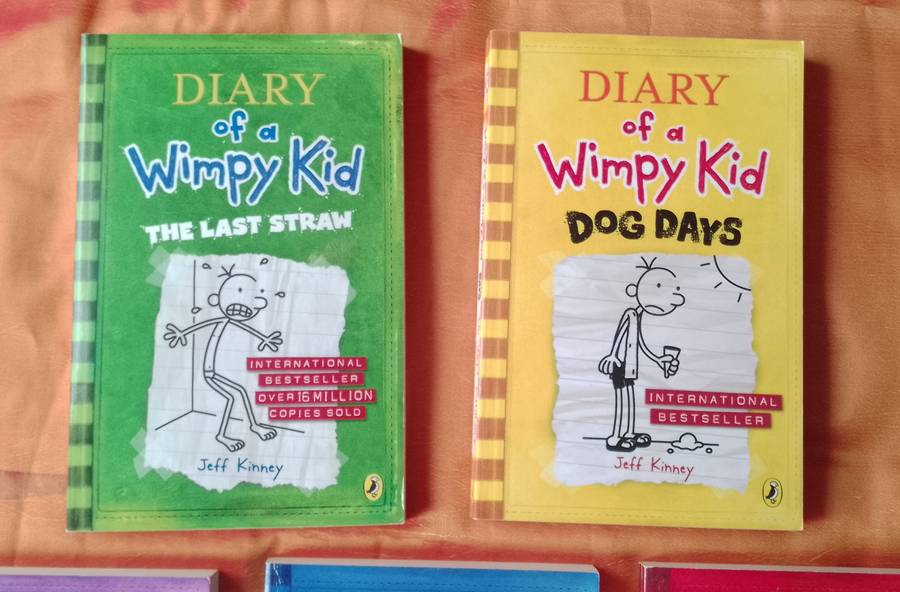 DIARY
of a
Wimpy Kid
THE LAST STRAW
INTERNATIONAL
BESTSELLER
OVER 16 MILLION
COPIES SOLD
Jeff Kinney
DIARY
of a
Wimpy Kid
DOG DAYS
INTERNATIONAL
BESTSELLER
Jeff Kinney